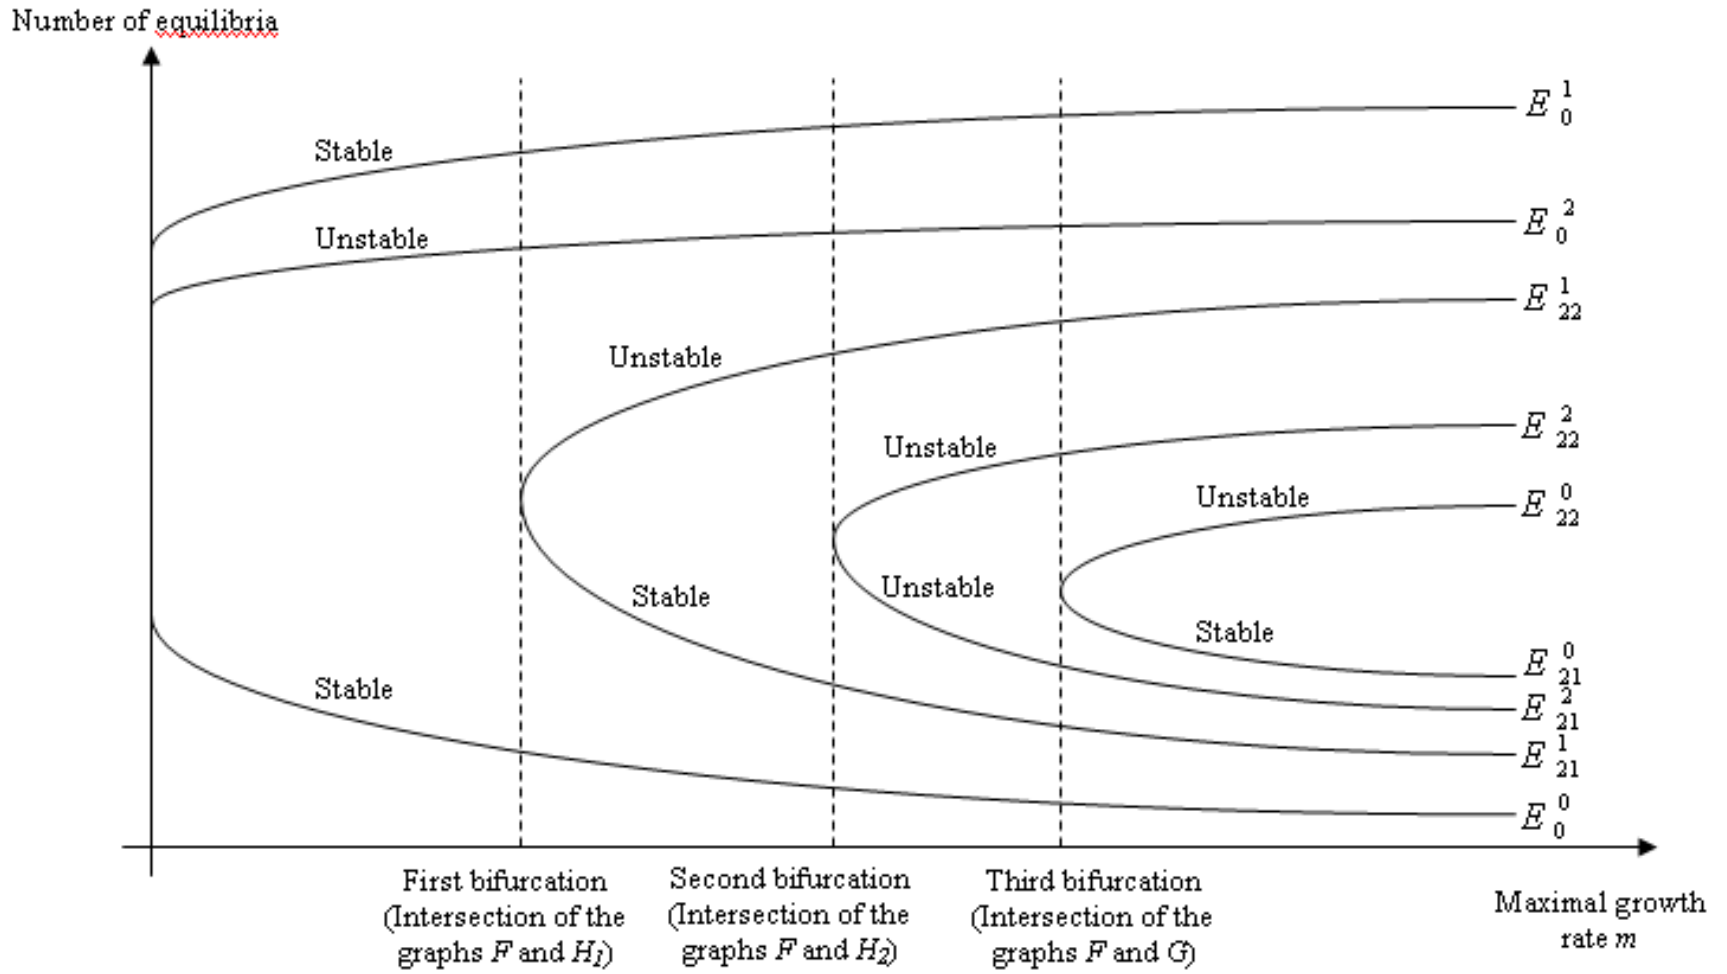 Number of equilibria
Stable
Unstable
Unstable
Stable
Unstable
Unstable
Unstable
Stable
Stable
E 1 0
E 2 0
E 1 22
E 2 22
E 0 22
E 0 21
E 2 21
E 1 21
E 0 0
First bifurcation
(Intersection of the
graphs F and H1)
Second bifurcation
(Intersection of the
graphs F and H2)
Third bifurcation
(Intersection of the
graphs F and G)
Maximal growth
rate m